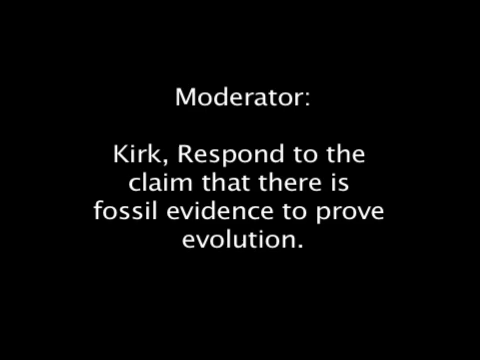 Moderator:
Kirk, Respond to the
claim that there is
fossil evidence to prove
evolution.